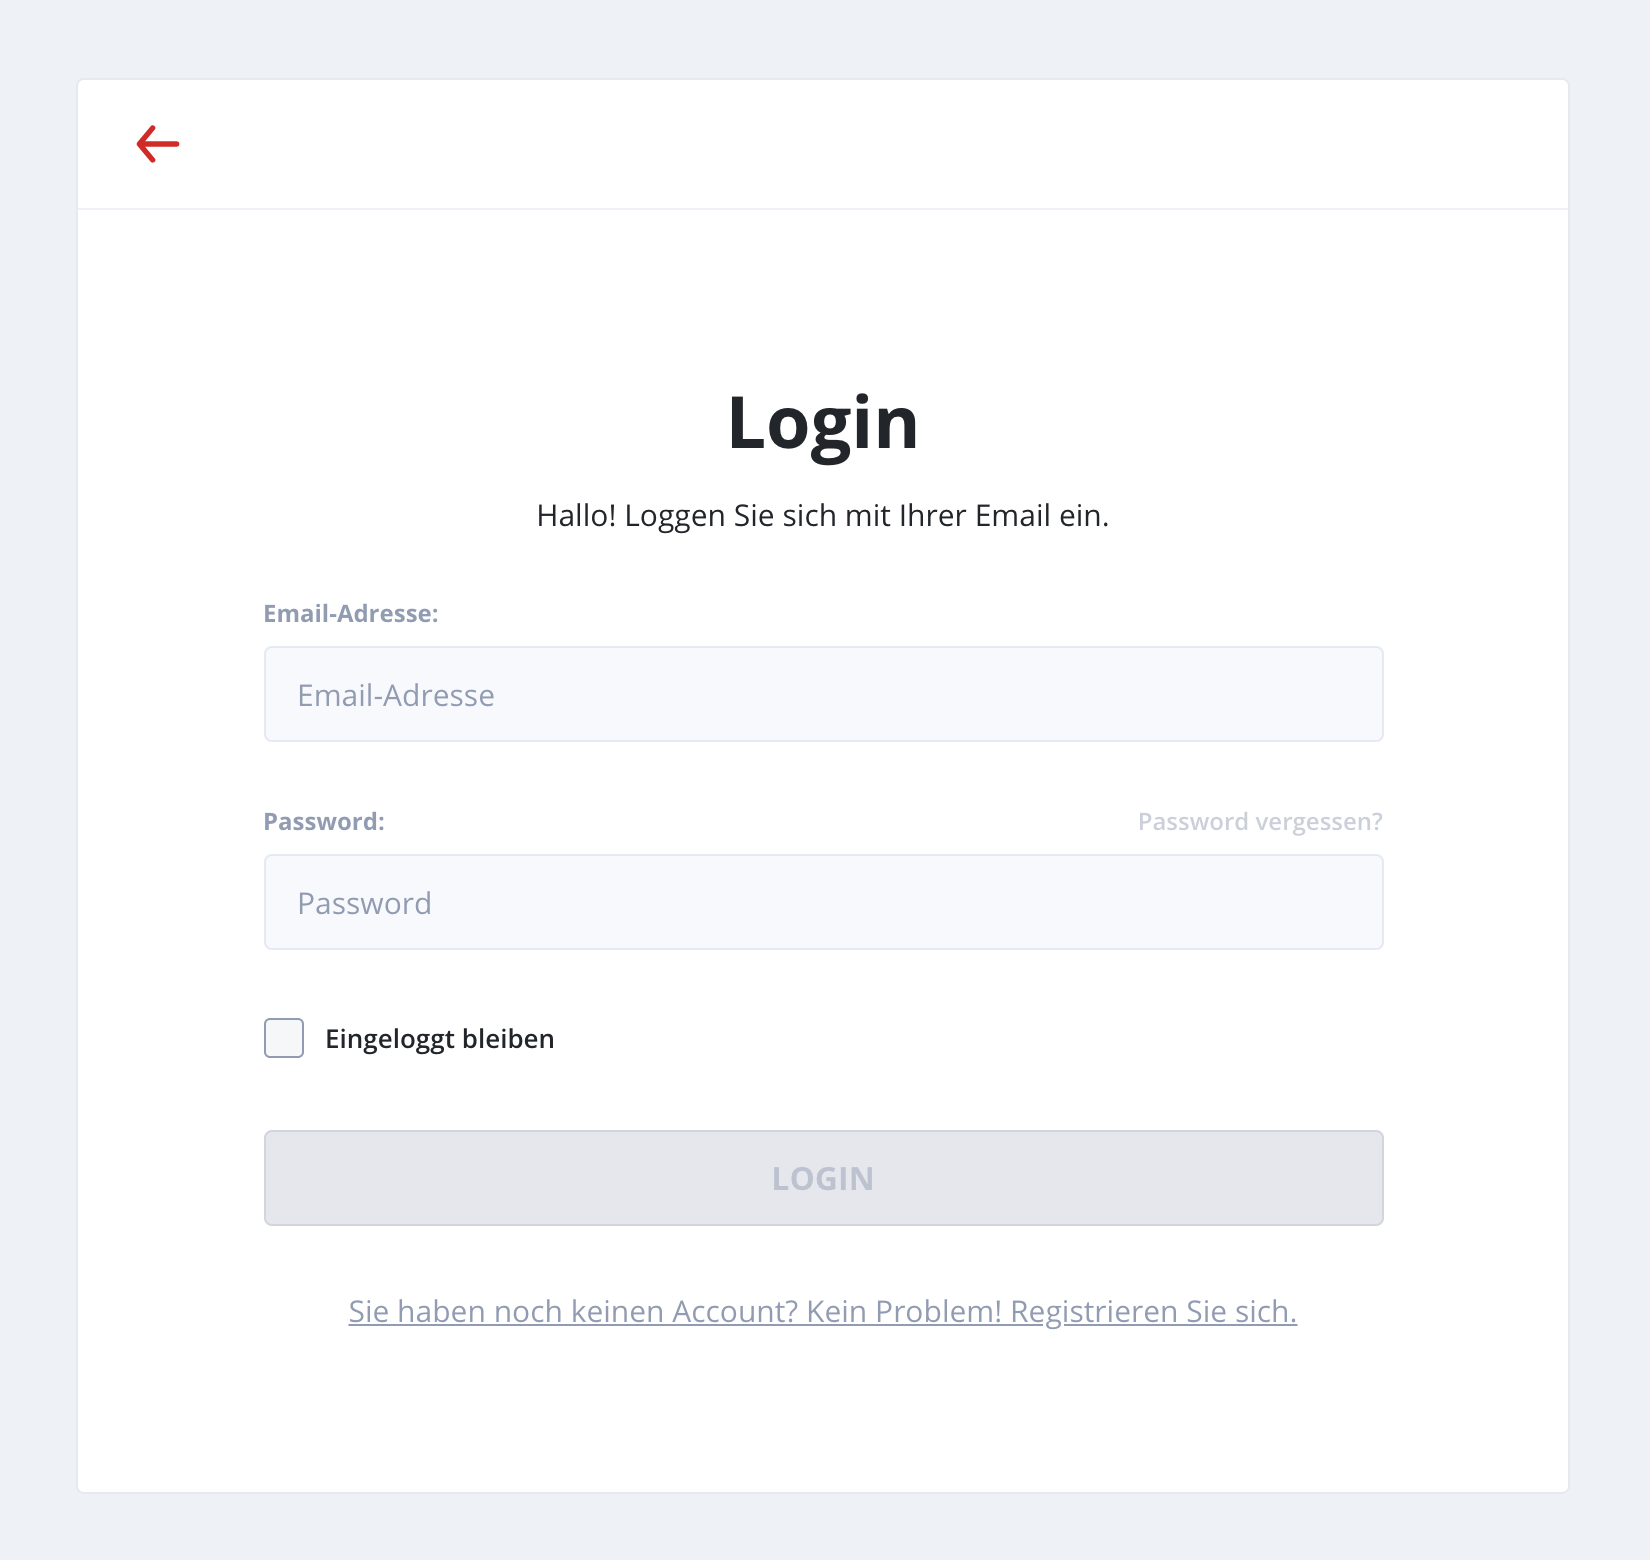 Login
Hallo! Loggen Sie sich mit Ihrer Email ein.
Email-Adresse:
Email-Adresse
Password:
Password vergessen?
Password
Eingeloggt bleiben
LOGIN
Sie haben noch keinen Account? Kein Problem! Registrieren Sie sich.